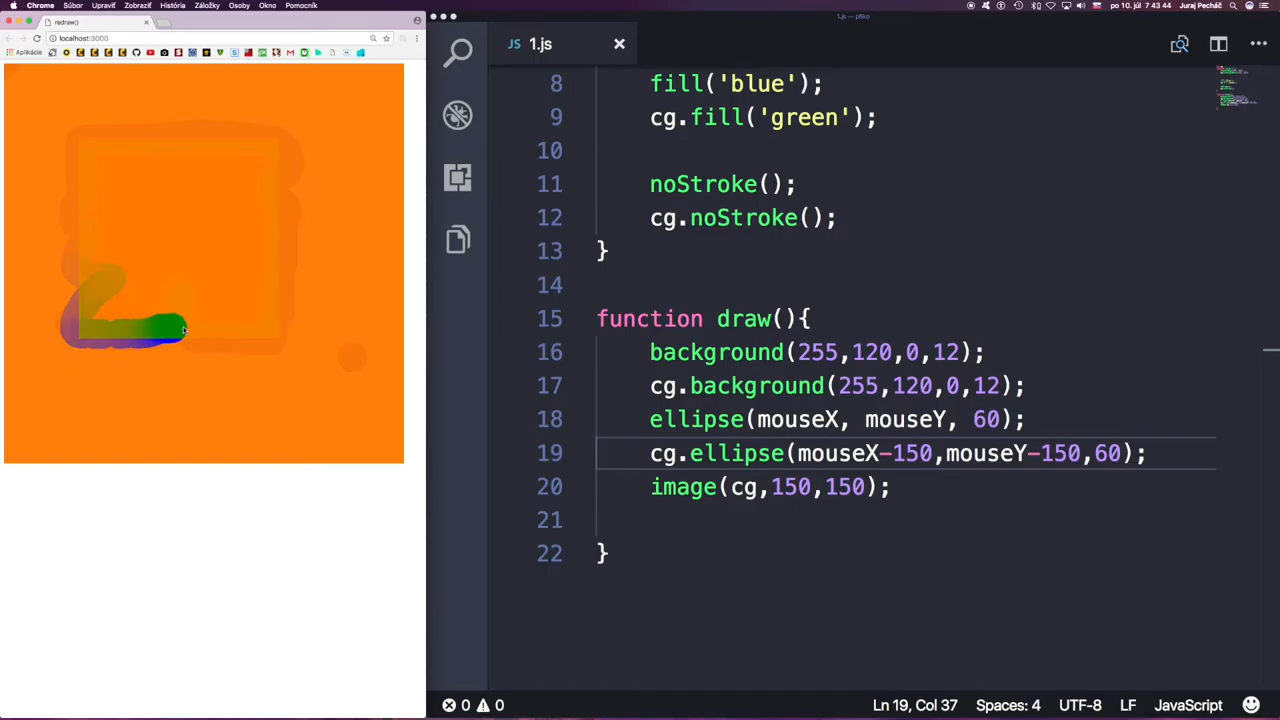 Chrome Súbor Upraviť Zobraziť História Záložky Osoby Okno Pomocník
po 10. júl 7 43 44 Juraj Pecháč
redraw()
1.js — p5ko
localhost:3000
Aplikácie
JS 1.js
8 fill('blue');
9 cg.fill('green');
10
11 noStroke();
12 cg.noStroke();
13 }
14
15 function draw(){
16 background(255,120,0,12);
17 cg.background(255,120,0,12);
18 ellipse(mouseX, mouseY, 60);
19 cg.ellipse(mouseX-150,mouseY-150,60);
20 image(cg,150,150);
21
22 }
0 0 Ln 19, Col 37 Spaces: 4 UTF-8 LF JavaScript